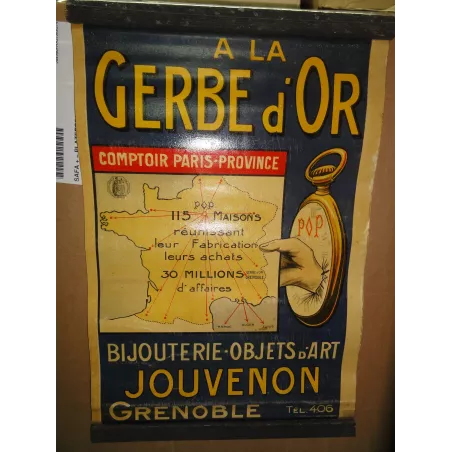 A LA
GERBE d'OR
COMPTOIR PARIS-PROVINCE
POP
115 MAISONS
réunissant
leur Fabrication
leurs achats
30 MILLIONS
d'affaires
POP
BIJOUTERIE·OBJETS D'ART
JOUVENON
GRENOBLE TEL. 406